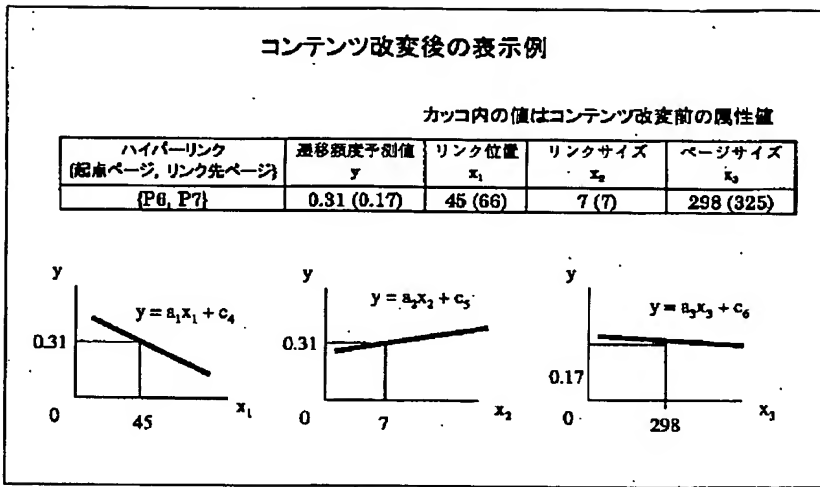 コンテンツ改変後の表示例
カッコ内の値はコンテンツ改変前の属性値
ハイパーリンク 遷移頻度予測値 リンク位置 リンクサイズ ページサイズ
{起点ページ, リンク先ページ} y x₁ x₂ x₃
{P6, P7} 0.31 (0.17) 45 (66) 7 (7) 298 (325)
y y y
y = a₁x₁ + c₄ y = a₂x₂ + c₅ y = a₃x₃ + c₆
0.31 0.31 0.17
0 45 x₁ 0 7 x₂ 0 298 x₃